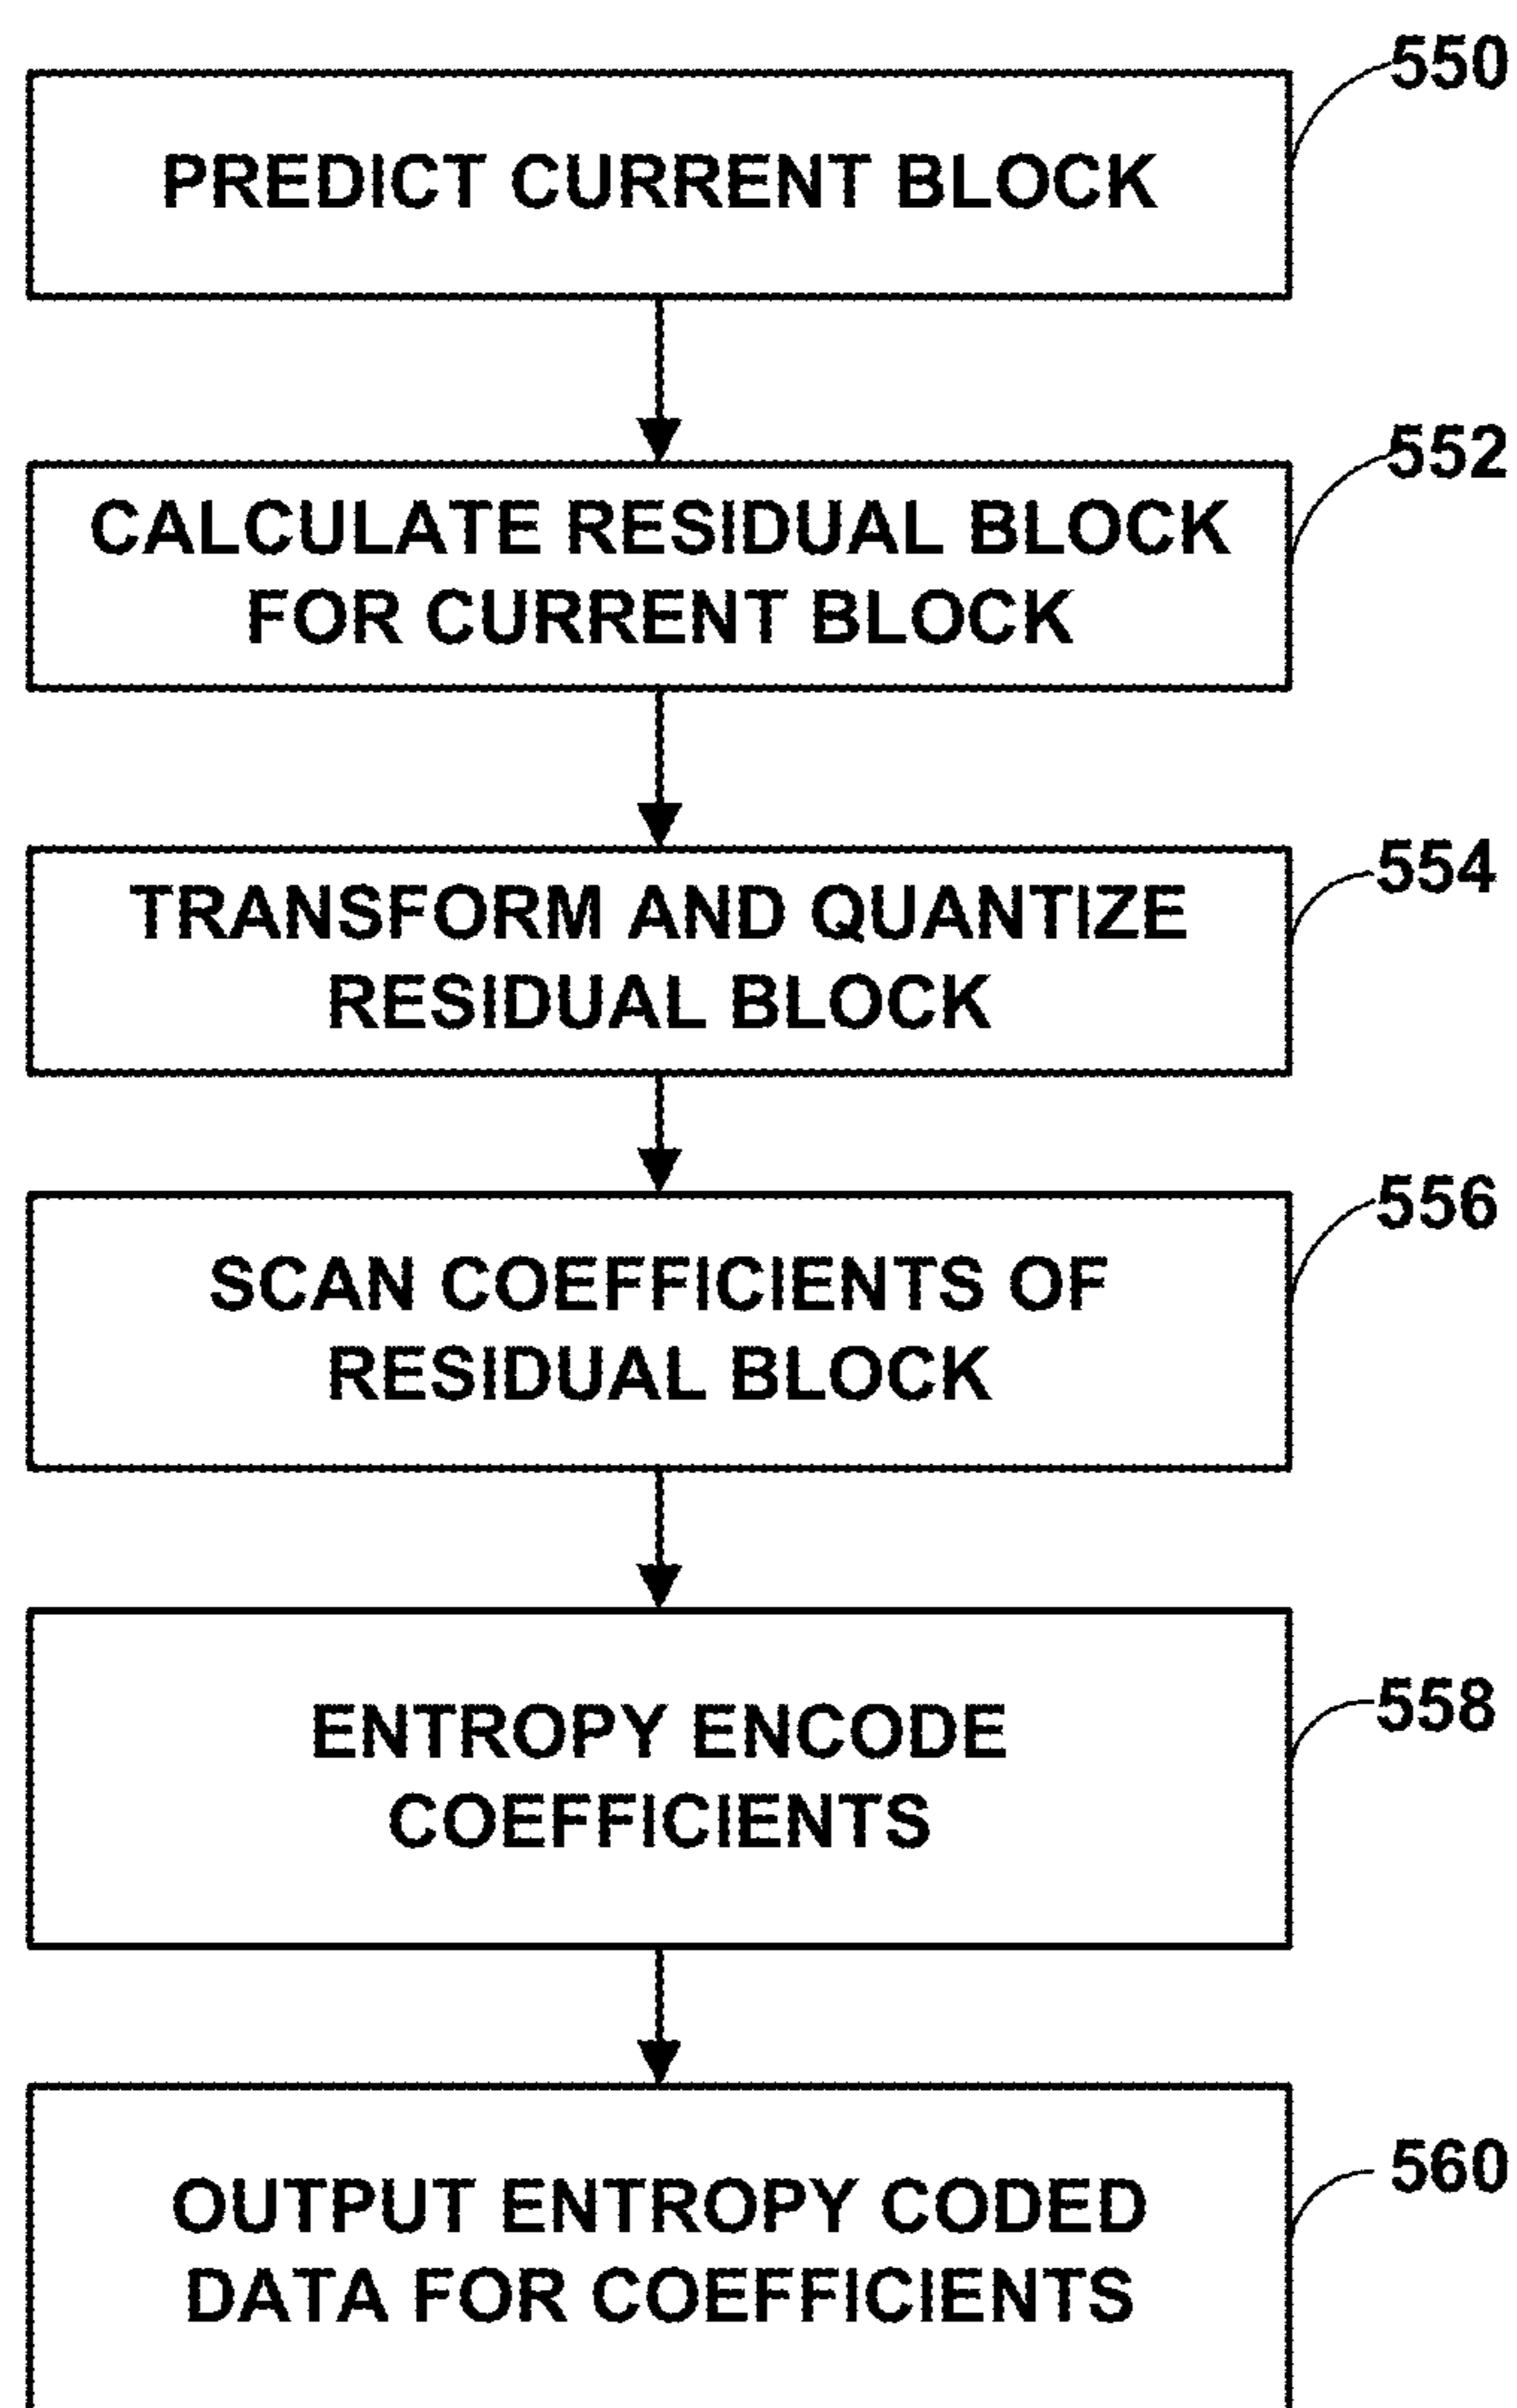 550
PREDICT CURRENT BLOCK
552
CALCULATE RESIDUAL BLOCK
FOR CURRENT BLOCK
554
TRANSFORM AND QUANTIZE
RESIDUAL BLOCK
556
SCAN COEFFICIENTS OF
RESIDUAL BLOCK
558
ENTROPY ENCODE
COEFFICIENTS
560
OUTPUT ENTROPY CODED
DATA FOR COEFFICIENTS